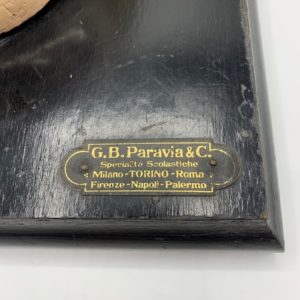 G.B. Paravia & C.
Specialità Scolastiche
Milano - TORINO - Roma
Firenze - Napoli - Palermo